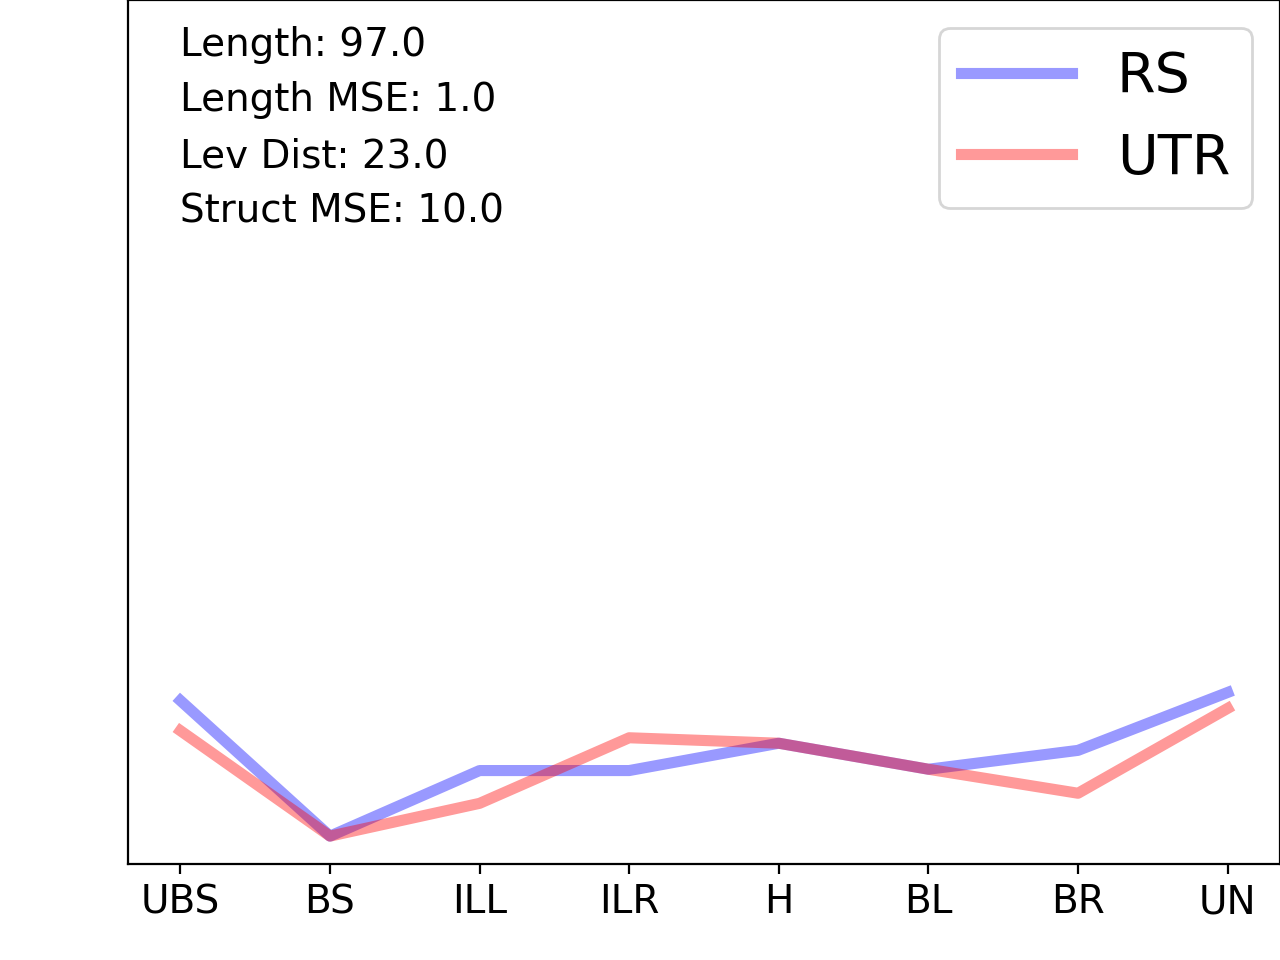 Length: 97.0
Length MSE: 1.0
Lev Dist: 23.0
Struct MSE: 10.0
RS
UTR
UBS BS ILL ILR H BL BR UN